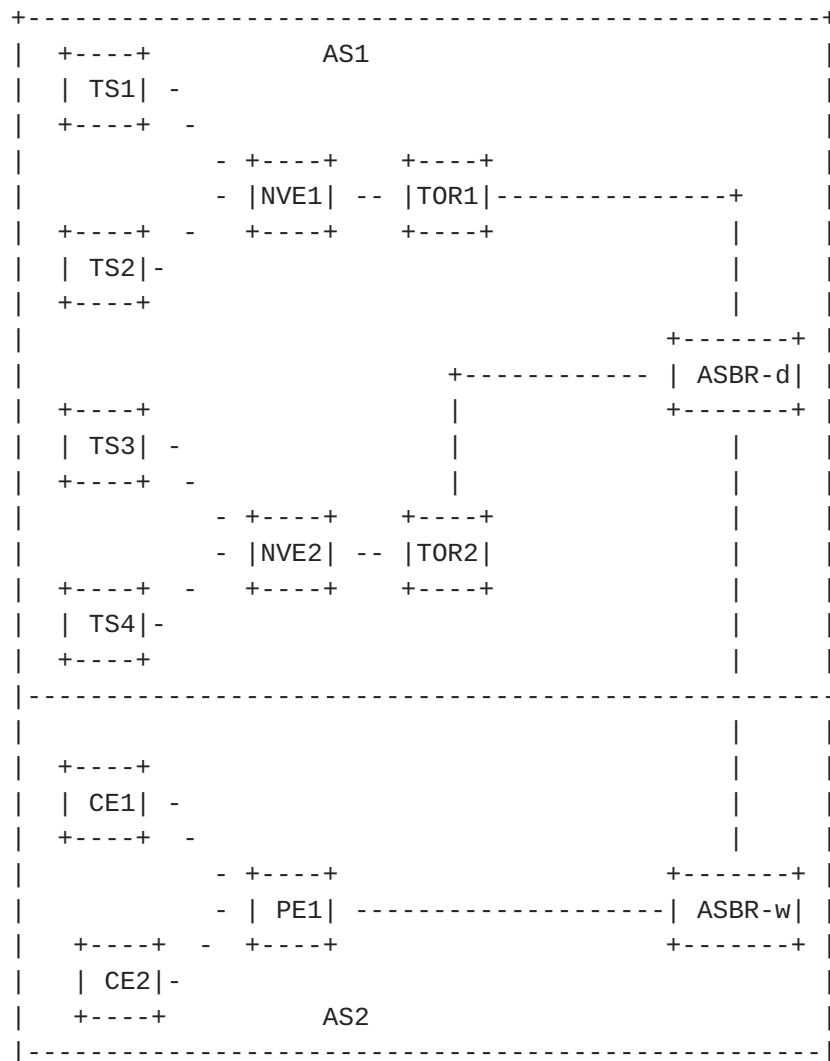 AS1
TS1
NVE1 TOR1
TS2
ASBR-d
TS3
NVE2 TOR2
TS4
CE1
PE1 ASBR-w
CE2
AS2